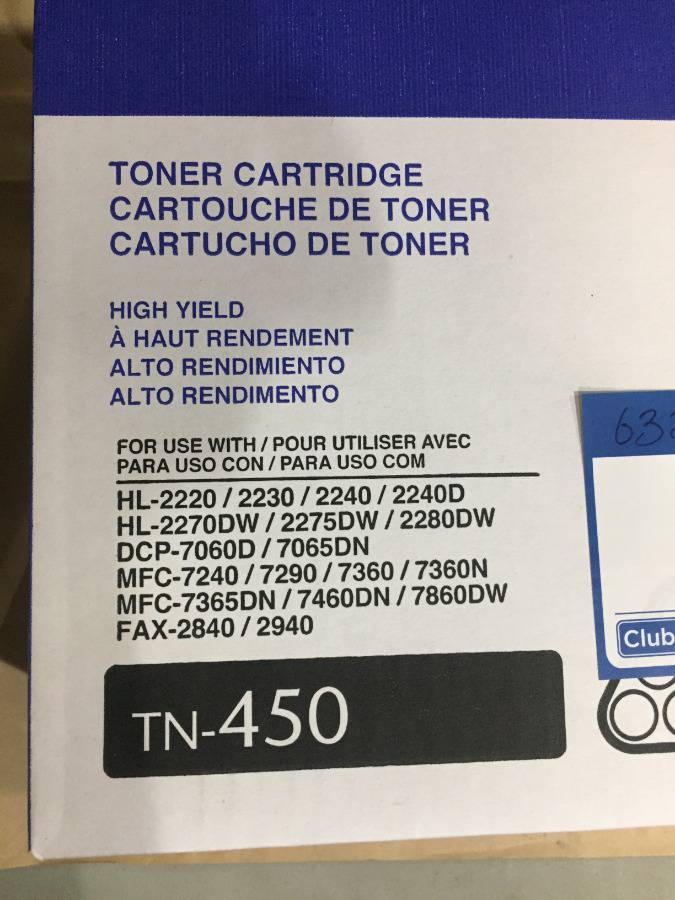 TONER CARTRIDGE
CARTOUCHE DE TONER
CARTUCHO DE TONER
HIGH YIELD
À HAUT RENDEMENT
ALTO RENDIMIENTO
ALTO RENDIMENTO
FOR USE WITH / POUR UTILISER AVEC
PARA USO CON / PARA USO COM
HL-2220 / 2230 / 2240 / 2240D
HL-2270DW / 2275DW / 2280DW
DCP-7060D / 7065DN
MFC-7240 / 7290 / 7360 / 7360N
MFC-7365DN / 7460DN / 7860DW
FAX-2840 / 2940
TN-450
Club